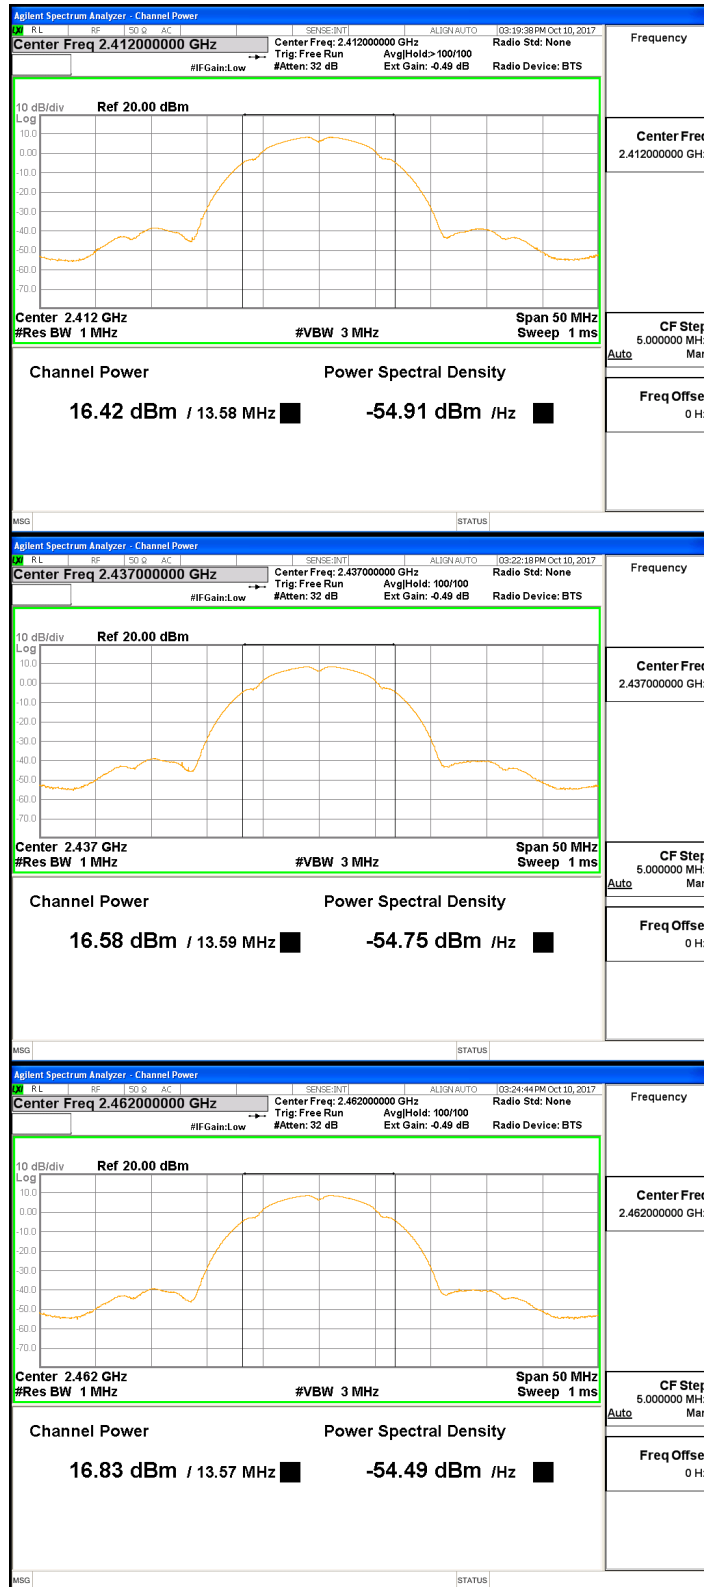 Agilent Spectrum Analyzer - Channel Power
LXI RL RF 50 Ω AC SENSE:INT ALIGN AUTO 03:19:38 PM Oct 10, 2017
Center Freq 2.412000000 GHz Center Freq: 2.412000000 GHz Radio Std: None Frequency
Trig: Free Run Avg|Hold:> 100/100
#IFGain:Low #Atten: 32 dB Ext Gain: -0.49 dB Radio Device: BTS
10 dB/div Ref 20.00 dBm
Log
10.0
0.00
-10.0
-20.0
-30.0
-40.0
-50.0
-60.0
-70.0
Center Freq
2.412000000 GHz
Center 2.412 GHz Span 50 MHz
#Res BW 1 MHz #VBW 3 MHz Sweep 1 ms
CF Step
5.000000 MHz
Auto Man
Channel Power Power Spectral Density
16.42 dBm / 13.58 MHz -54.91 dBm /Hz
Freq Offset
0 Hz
MSG STATUS
Agilent Spectrum Analyzer - Channel Power
LXI RL RF 50 Ω AC SENSE:INT ALIGN AUTO 03:22:18 PM Oct 10, 2017
Center Freq 2.437000000 GHz Center Freq: 2.437000000 GHz Radio Std: None Frequency
Trig: Free Run Avg|Hold: 100/100
#IFGain:Low #Atten: 32 dB Ext Gain: -0.49 dB Radio Device: BTS
10 dB/div Ref 20.00 dBm
Log
10.0
0.00
-10.0
-20.0
-30.0
-40.0
-50.0
-60.0
-70.0
Center Freq
2.437000000 GHz
Center 2.437 GHz Span 50 MHz
#Res BW 1 MHz #VBW 3 MHz Sweep 1 ms
CF Step
5.000000 MHz
Auto Man
Channel Power Power Spectral Density
16.58 dBm / 13.59 MHz -54.75 dBm /Hz
Freq Offset
0 Hz
MSG STATUS
Agilent Spectrum Analyzer - Channel Power
LXI RL RF 50 Ω AC SENSE:INT ALIGN AUTO 03:24:44 PM Oct 10, 2017
Center Freq 2.462000000 GHz Center Freq: 2.462000000 GHz Radio Std: None Frequency
Trig: Free Run Avg|Hold: 100/100
#IFGain:Low #Atten: 32 dB Ext Gain: -0.49 dB Radio Device: BTS
10 dB/div Ref 20.00 dBm
Log
10.0
0.00
-10.0
-20.0
-30.0
-40.0
-50.0
-60.0
-70.0
Center Freq
2.462000000 GHz
Center 2.462 GHz Span 50 MHz
#Res BW 1 MHz #VBW 3 MHz Sweep 1 ms
CF Step
5.000000 MHz
Auto Man
Channel Power Power Spectral Density
16.83 dBm / 13.57 MHz -54.49 dBm /Hz
Freq Offset
0 Hz
MSG STATUS